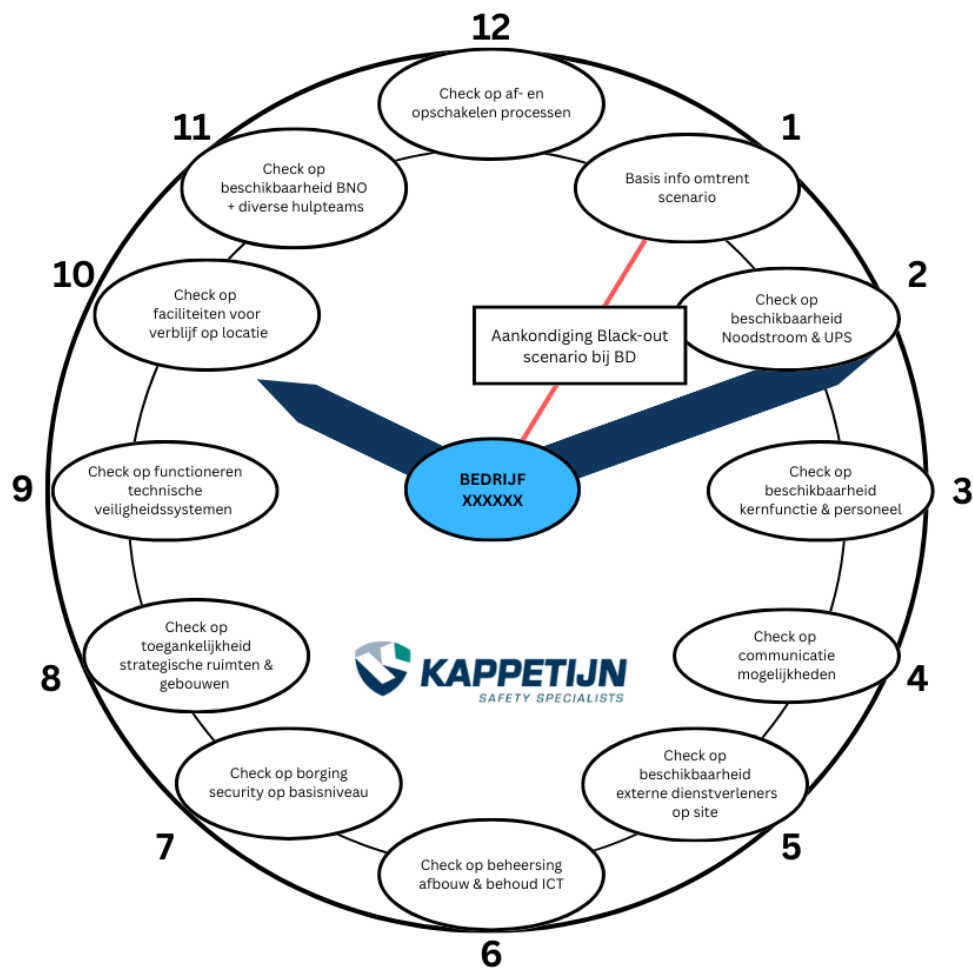 12
Check op af- en
opschakelen processen
1
Basis info omtrent
scenario
2
Check op
beschikbaarheid
Noodstroom & UPS
3
Check op
beschikbaarheid
kernfunctie & personeel
4
Check op
communicatie
mogelijkheden
5
Check op
beschikbaarheid
externe dienstverleners
op site
6
Check op beheersing
afbouw & behoud ICT
7
Check op borging
security op basisniveau
8
Check op
toegankelijkheid
strategische ruimten &
gebouwen
9
Check op functioneren
technische
veiligheidssystemen
10
Check op
faciliteiten voor
verblijf op locatie
11
Check op
beschikbaarheid BNO
+ diverse hulpteams
Aankondiging Black-out
scenario bij BD
BEDRIJF
XXXXXX
KAPPETIJN
SAFETY SPECIALISTS